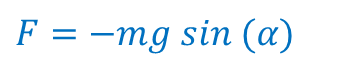 F = −mg sin (α)